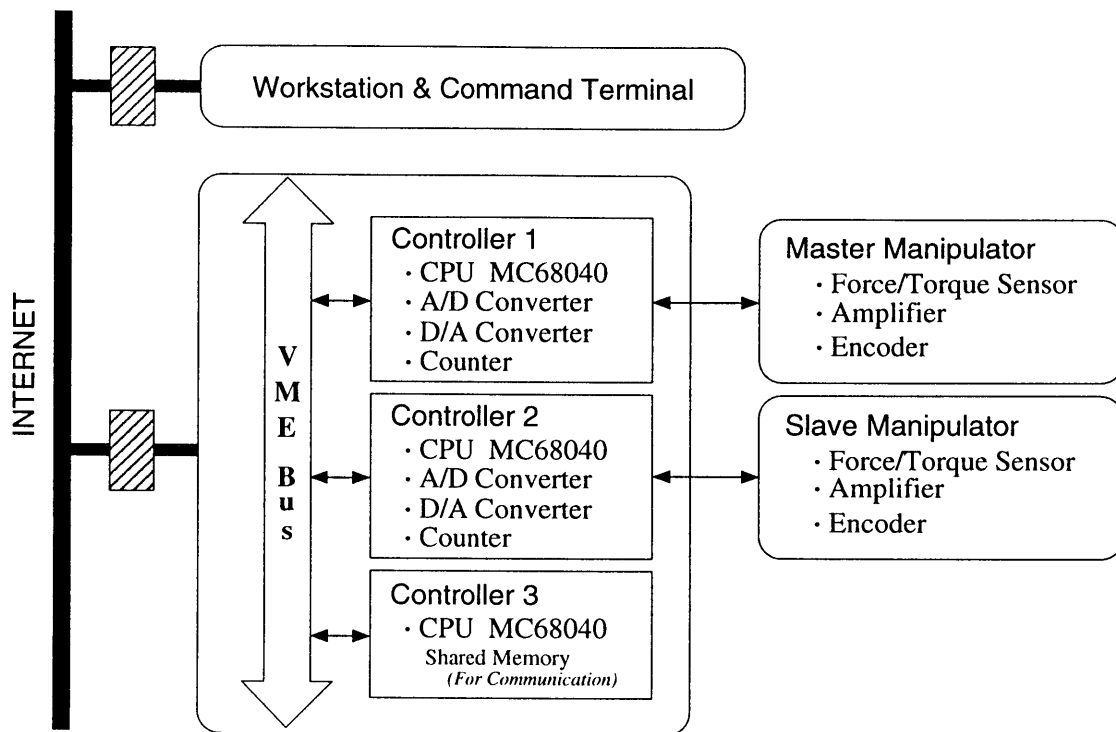 Workstation & Command Terminal
INTERNET
VME Bus
Controller 1
· CPU MC68040
· A/D Converter
· D/A Converter
· Counter
Master Manipulator
· Force/Torque Sensor
· Amplifier
· Encoder
Controller 2
· CPU MC68040
· A/D Converter
· D/A Converter
· Counter
Slave Manipulator
· Force/Torque Sensor
· Amplifier
· Encoder
Controller 3
· CPU MC68040
Shared Memory
(For Communication)